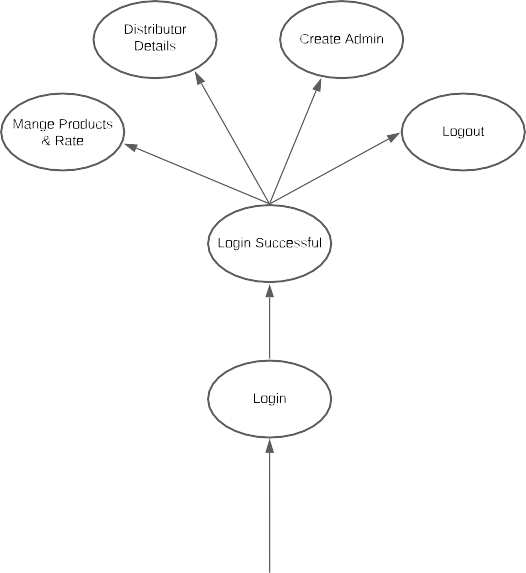 Distributor
Details
Create Admin
Mange Products
& Rate
Logout
Login Successful
Login